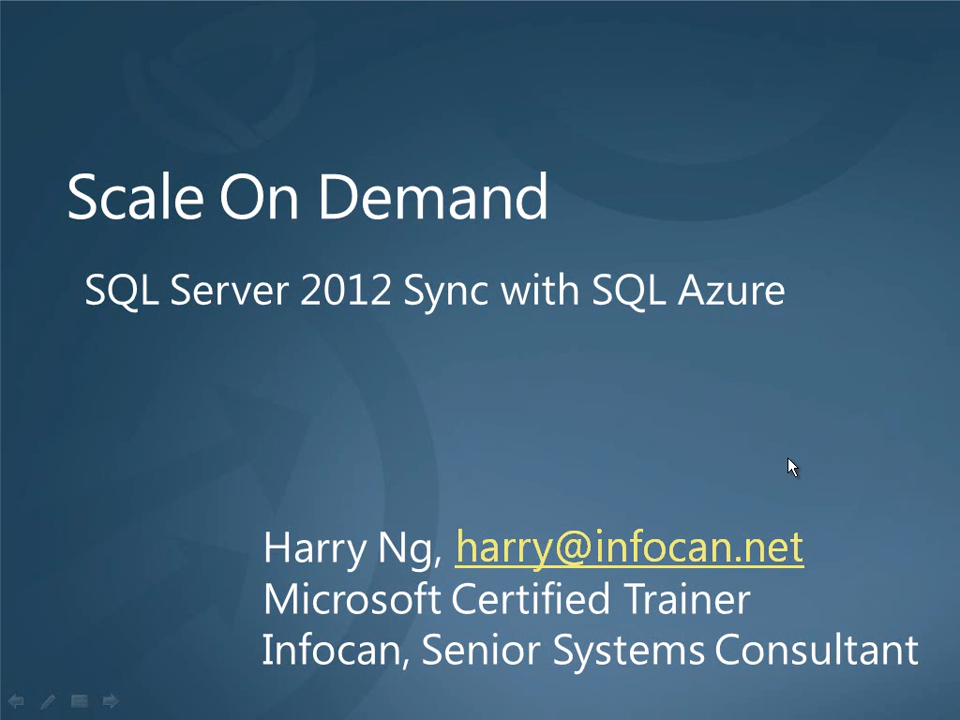 Scale On Demand
SQL Server 2012 Sync with SQL Azure
Harry Ng, harry@infocan.net
Microsoft Certified Trainer
Infocan, Senior Systems Consultant